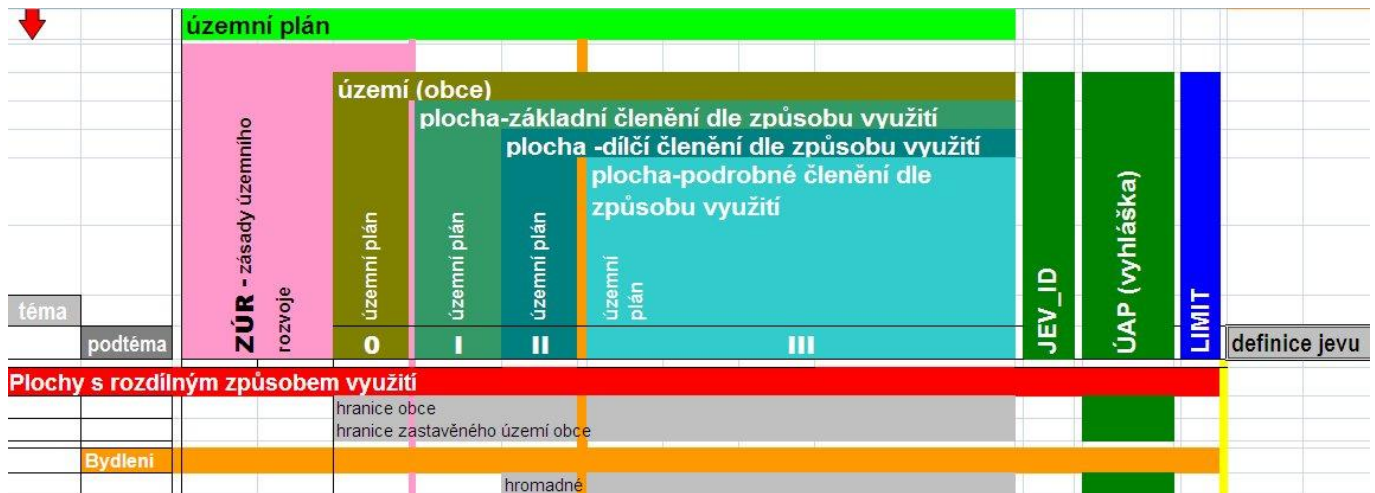 územní plán
území (obce)
plocha-základní členění dle způsobu využití
plocha -dílčí členění dle způsobu využití
plocha-podrobné členění dle
způsobu využití
téma
podtéma
ZÚR - zásady územního
rozvoje
územní plán
0
územní plán
I
územní plán
II
územní
plán
III
JEV_ID
ÚAP (vyhláška)
LIMIT
definice jevu
Plochy s rozdílným způsobem využití
hranice obce
hranice zastavěného území obce
Bydlení
hromadné